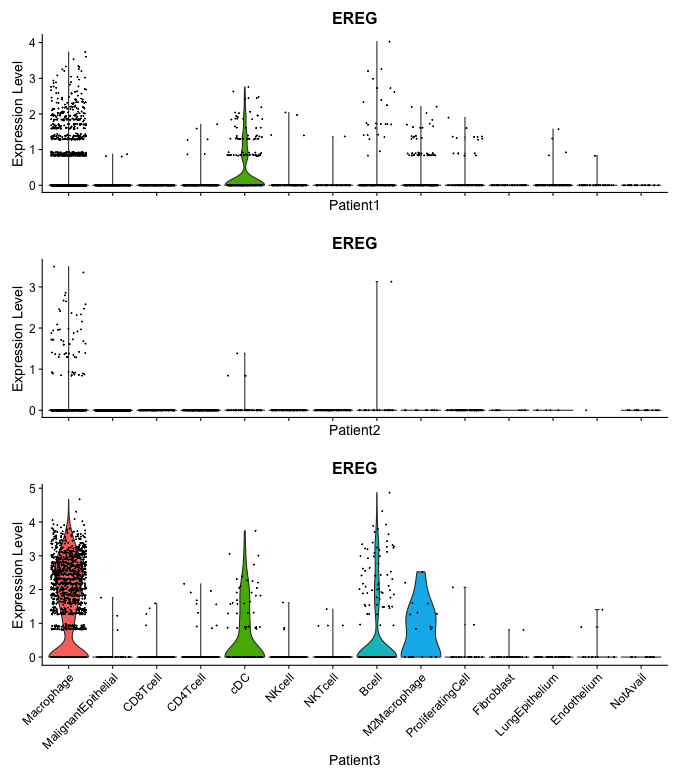 EREG
Expression Level
4
3
2
1
0
Patient1
EREG
Expression Level
3
2
1
0
Patient2
EREG
Expression Level
5
4
3
2
1
0
Macrophage
MalignantEpithelial
CD8Tcell
CD4Tcell
cDC
NKcell
NKTcell
Bcell
M2Macrophage
ProliferatingCell
Fibroblast
LungEpithelium
Endothelium
NotAvail
Patient3